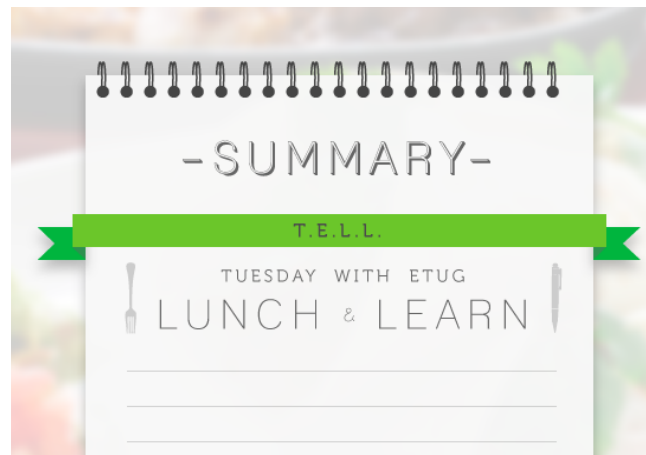 -SUMMARY-
T.E.L.L.
TUESDAY WITH ETUG
LUNCH & LEARN